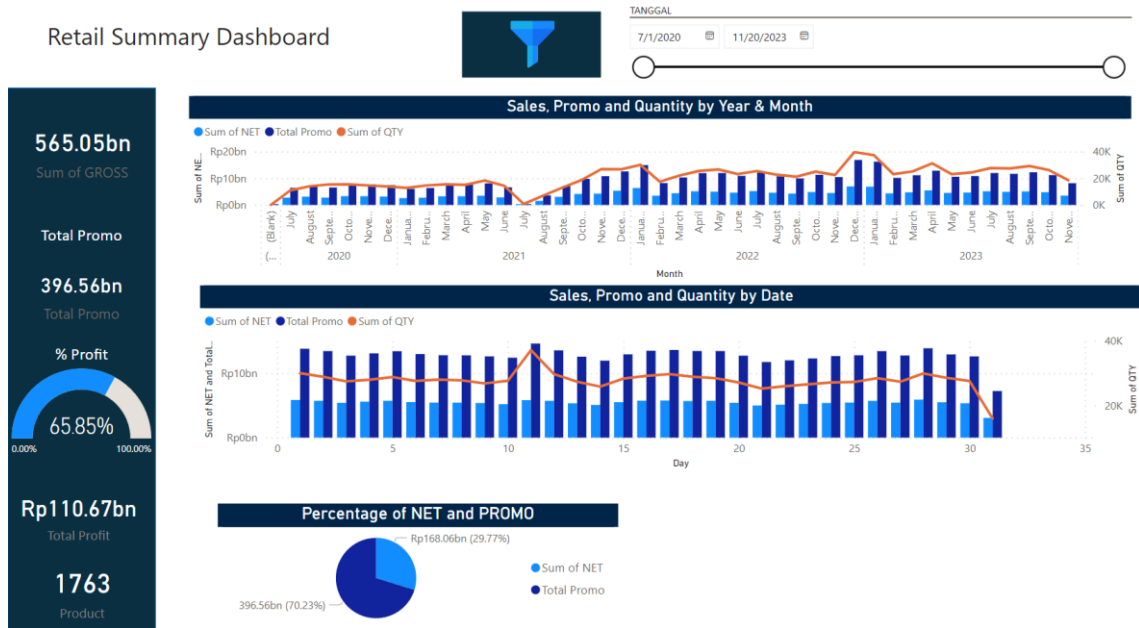 Retail Summary Dashboard
TANGGAL
7/1/2020 11/20/2023
565.05bn
Sum of GROSS
Total Promo
396.56bn
Total Promo
% Profit
65.85%
0.00% 100.00%
Rp110.67bn
Total Profit
1763
Product
Sales, Promo and Quantity by Year & Month
Sum of NET Total Promo Sum of QTY
Sum of NE...
Rp20bn
Rp10bn
Rp0bn
40K
20K
0K
Sum of QTY
(Blank) July August Septe... Octo... Nove... Dece... Janua... Febru... March April May June July August Septe... Octo... Nove... Dece... Janua... Febru... March April May June July August Septe... Octo... Nove... Dece... Janua... Febru... March April May June July August Septe... Octo... Nove...
(... 2020 2021 2022 2023
Month
Sales, Promo and Quantity by Date
Sum of NET Total Promo Sum of QTY
Sum of NET and Total...
Rp10bn
Rp0bn
40K
20K
Sum of QTY
0 5 10 15 20 25 30 35
Day
Percentage of NET and PROMO
Rp168.06bn (29.77%)
396.56bn (70.23%)
Sum of NET
Total Promo